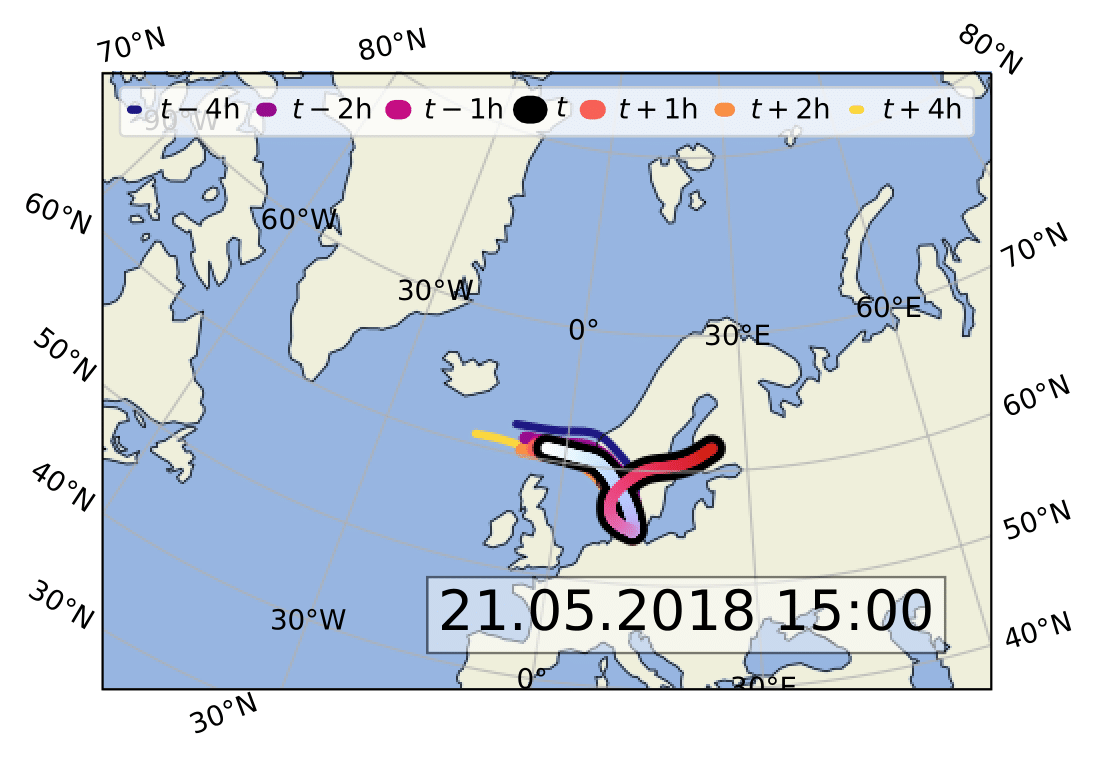 70°N 80°N 80°N
t − 4h t − 2h t − 1h t t + 1h t + 2h t + 4h
90°W
60°N 60°W 70°N
30°W 60°E
0° 30°E
50°N 60°N
40°N 50°N
30°N 30°W 21.05.2018 15:00 40°N
0° 30°E
30°N